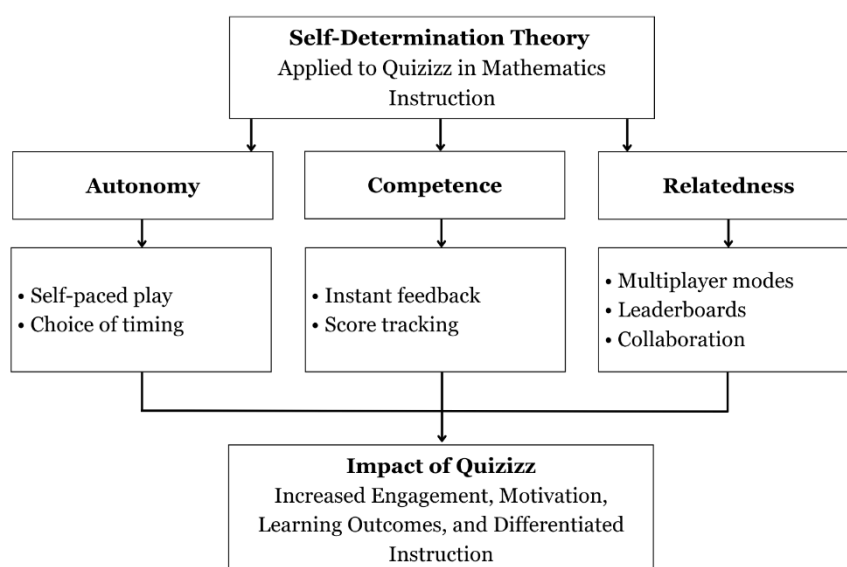 Self-Determination Theory
Applied to Quizizz in Mathematics
Instruction
Autonomy
Competence
Relatedness
• Self-paced play
• Choice of timing
• Instant feedback
• Score tracking
• Multiplayer modes
• Leaderboards
• Collaboration
Impact of Quizizz
Increased Engagement, Motivation,
Learning Outcomes, and Differentiated
Instruction